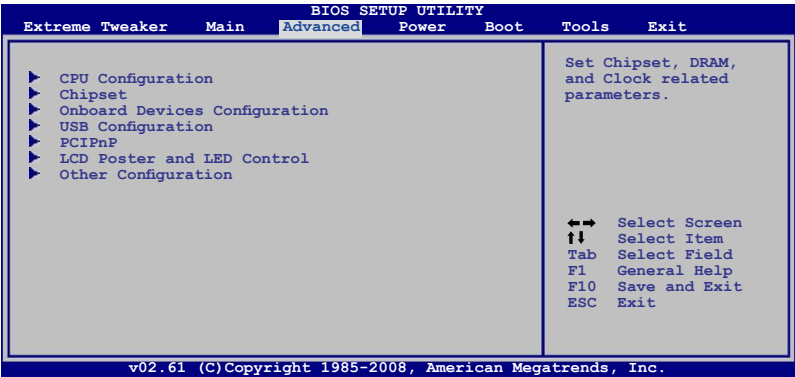 BIOS SETUP UTILITY
Extreme Tweaker Main Advanced Power Boot Tools Exit
CPU Configuration
Chipset
Onboard Devices Configuration
USB Configuration
PCIPnP
LCD Poster and LED Control
Other Configuration
Set Chipset, DRAM,
and Clock related
parameters.
←→ Select Screen
↑↓ Select Item
Tab Select Field
F1 General Help
F10 Save and Exit
ESC Exit
v02.61 (C)Copyright 1985-2008, American Megatrends, Inc.